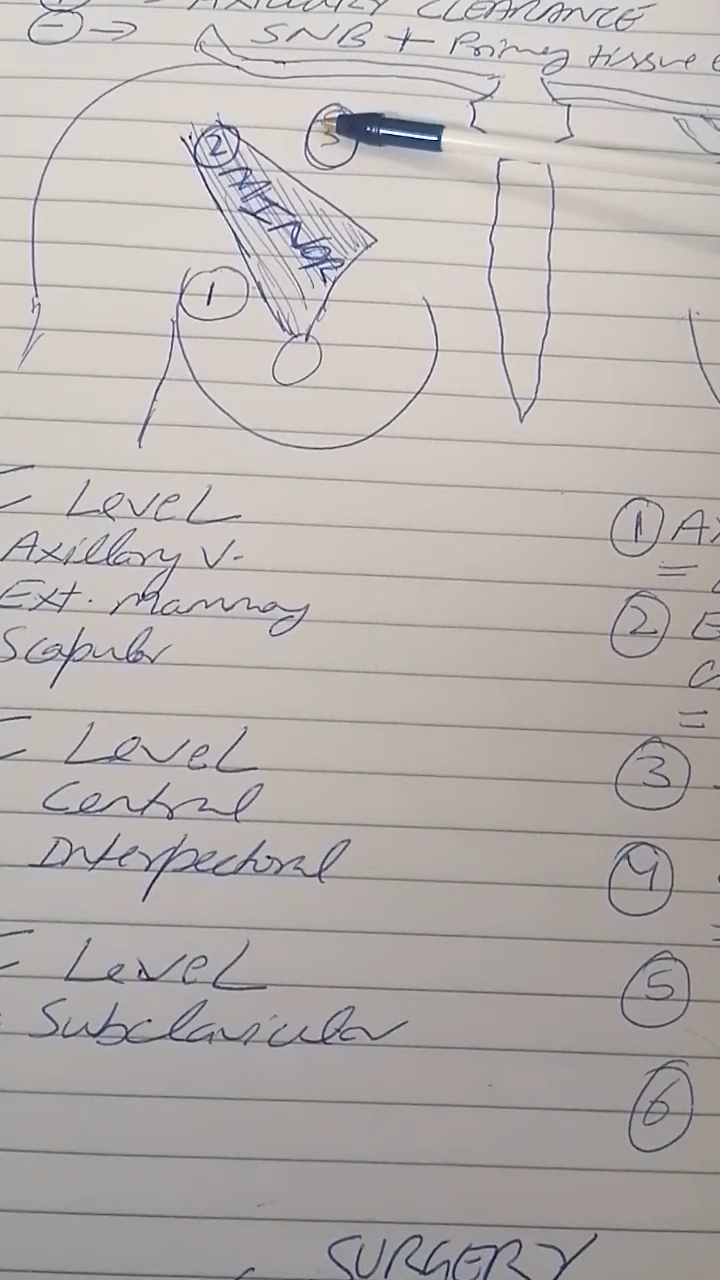 AXILLARY CLEARANCE
⊖ → SNB + Primary tissue
②
③
MINOR
①
Level
Axillary V.
Ext. Mammary
Scapular
Level
Central
Interpectoral
Level
Subclavicular
① Ax
=
② E
=
③
④
=
⑤
⑥
SURGERY